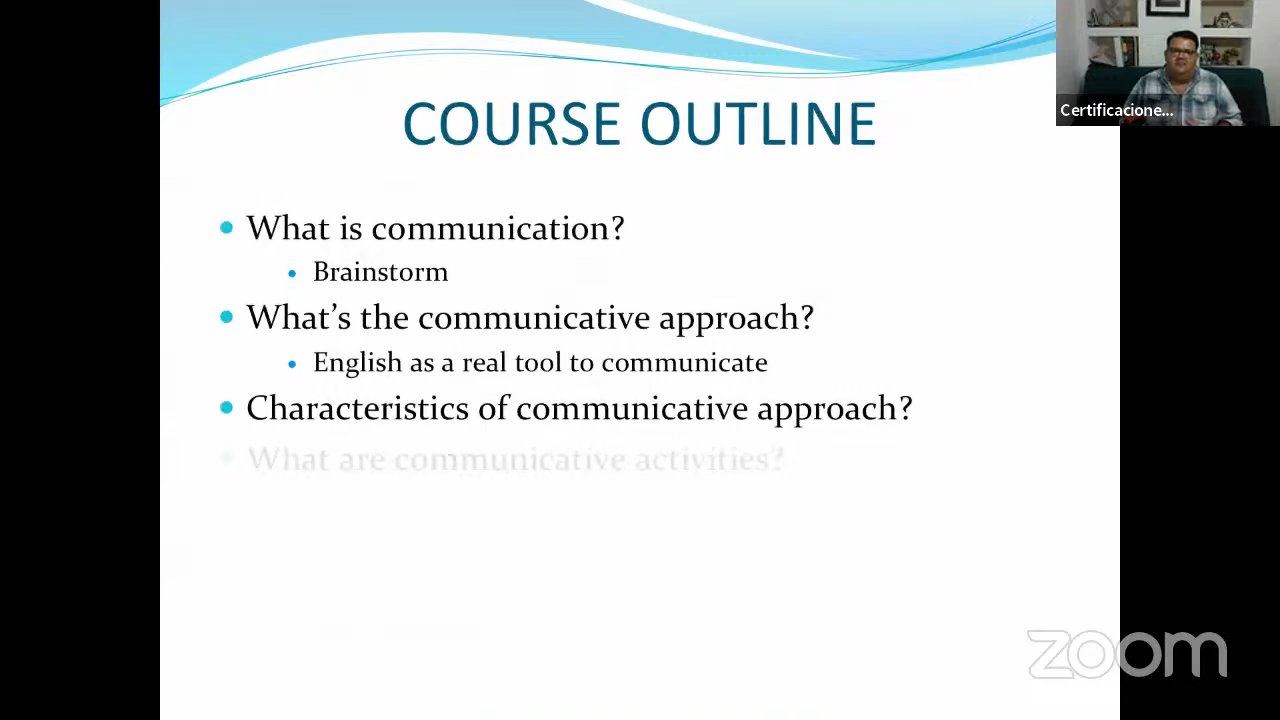 COURSE OUTLINE
Certificacione...
• What is communication?
• Brainstorm
• What’s the communicative approach?
• English as a real tool to communicate
• Characteristics of communicative approach?
• What are communicative activities?
zoom